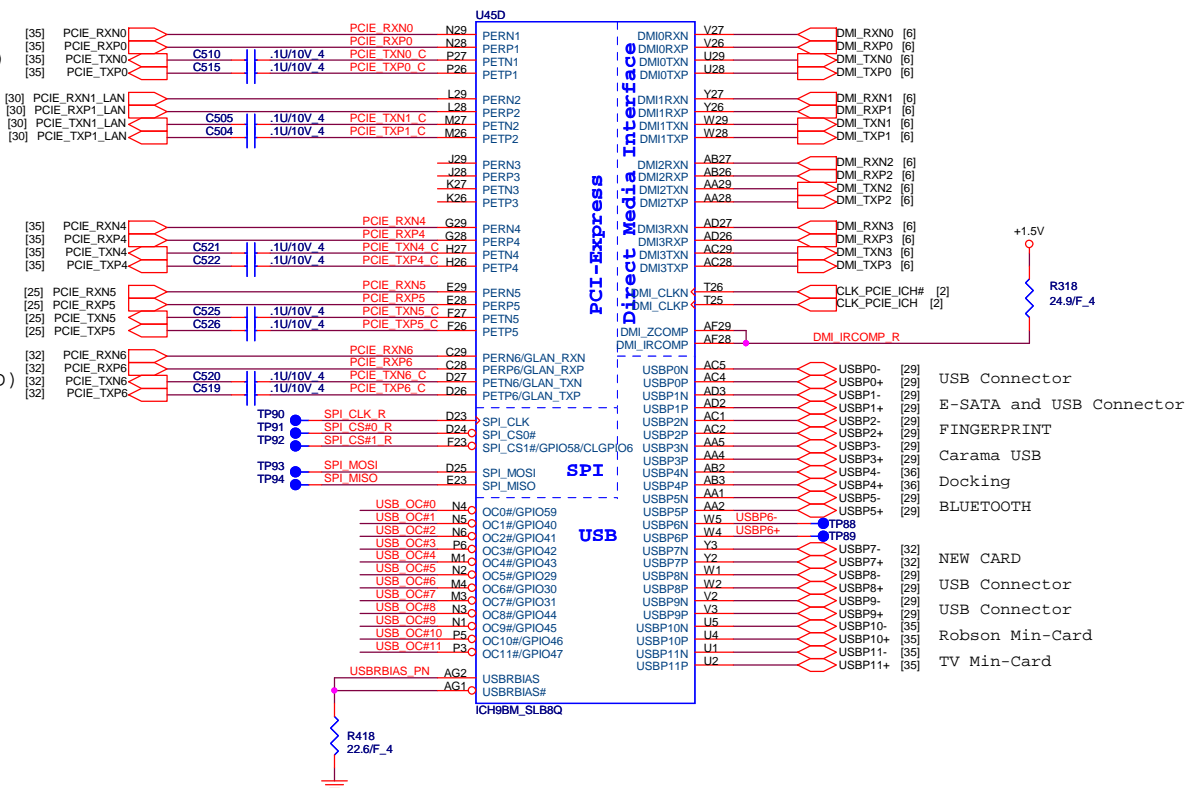 U45D
[35] PCIE_RXN0 PCIE_RXN0 N29 PERN1 DMI0RXN V27 DMI_RXN0 [6]
[35] PCIE_RXP0 PCIE_RXP0 N28 PERP1 DMI0RXP V26 DMI_RXP0 [6]
) [35] PCIE_TXN0 C510 .1U/10V_4 PCIE_TXN0_C P27 PETN1 DMI0TXN U29 DMI_TXN0 [6]
[35] PCIE_TXP0 C515 .1U/10V_4 PCIE_TXP0_C P26 PETP1 DMI0TXP U28 DMI_TXP0 [6]
[30] PCIE_RXN1_LAN L29 PERN2 DMI1RXN Y27 DMI_RXN1 [6]
[30] PCIE_RXP1_LAN L28 PERP2 DMI1RXP Y26 DMI_RXP1 [6]
[30] PCIE_TXN1_LAN C505 .1U/10V_4 PCIE_TXN1_C M27 PETN2 DMI1TXN W29 DMI_TXN1 [6]
[30] PCIE_TXP1_LAN C504 .1U/10V_4 PCIE_TXP1_C M26 PETP2 DMI1TXP W28 DMI_TXP1 [6]
J29 PERN3 DMI2RXN AB27 DMI_RXN2 [6]
J28 PERP3 DMI2RXP AB26 DMI_RXP2 [6]
K27 PETN3 DMI2TXN AA29 DMI_TXN2 [6]
K26 PETP3 DMI2TXP AA28 DMI_TXP2 [6]
PCI-Express
Direct Media Interface
[35] PCIE_RXN4 PCIE_RXN4 G29 PERN4 DMI3RXN AD27 DMI_RXN3 [6]
[35] PCIE_RXP4 PCIE_RXP4 G28 PERP4 DMI3RXP AD26 DMI_RXP3 [6]
[35] PCIE_TXN4 C521 .1U/10V_4 PCIE_TXN4_C H27 PETN4 DMI3TXN AC29 DMI_TXN3 [6]
[35] PCIE_TXP4 C522 .1U/10V_4 PCIE_TXP4_C H26 PETP4 DMI3TXP AC28 DMI_TXP3 [6]
+1.5V
R318
24.9/F_4
[25] PCIE_RXN5 PCIE_RXN5 E29 PERN5 DMI_CLKN T26 CLK_PCIE_ICH# [2]
[25] PCIE_RXP5 PCIE_RXP5 E28 PERP5 DMI_CLKP T25 CLK_PCIE_ICH [2]
[25] PCIE_TXN5 C525 .1U/10V_4 PCIE_TXN5_C F27 PETN5
[25] PCIE_TXP5 C526 .1U/10V_4 PCIE_TXP5_C F26 PETP5 DMI_ZCOMP AF29
DMI_IRCOMP AF28 DMI_IRCOMP_R
[32] PCIE_RXN6 PCIE_RXN6 C29 PERN6/GLAN_RXN
[32] PCIE_RXP6 PCIE_RXP6 C28 PERP6/GLAN_RXP USBP0N AC5 USBP0- [29]
) [32] PCIE_TXN6 C520 .1U/10V_4 PCIE_TXN6_C D27 PETN6/GLAN_TXN USBP0P AC4 USBP0+ [29] USB Connector
[32] PCIE_TXP6 C519 .1U/10V_4 PCIE_TXP6_C D26 PETP6/GLAN_TXP USBP1N AD3 USBP1- [29]
USBP1P AD2 USBP1+ [29] E-SATA and USB Connector
TP90 SPI_CLK_R D23 SPI_CLK USBP2N AC1 USBP2- [29]
TP91 SPI_CS#0_R D24 SPI_CS0# USBP2P AC2 USBP2+ [29] FINGERPRINT
TP92 SPI_CS#1_R F23 SPI_CS1#/GPIO58/CLGPIO6 USBP3N AA5 USBP3- [29]
USBP3P AA4 USBP3+ [29] Carama USB
TP93 SPI_MOSI D25 SPI_MOSI SPI USBP4N AB2 USBP4- [36]
TP94 SPI_MISO E23 SPI_MISO USBP4P AB3 USBP4+ [36] Docking
USBP5N AA1 USBP5- [29]
USB_OC#0 N4 OC0#/GPIO59 USBP5P AA2 USBP5+ [29] BLUETOOTH
USB_OC#1 N5 OC1#/GPIO40 USBP6N W5 USBP6- TP88
USB_OC#2 N6 OC2#/GPIO41 USB USBP6P W4 USBP6+ TP89
USB_OC#3 P6 OC3#/GPIO42 USBP7N Y3 USBP7- [32]
USB_OC#4 M1 OC4#/GPIO43 USBP7P Y2 USBP7+ [32] NEW CARD
USB_OC#5 N2 OC5#/GPIO29 USBP8N W1 USBP8- [29]
USB_OC#6 M4 OC6#/GPIO30 USBP8P W2 USBP8+ [29] USB Connector
USB_OC#7 M3 OC7#/GPIO31 USBP9N V2 USBP9- [29]
USB_OC#8 N3 OC8#/GPIO44 USBP9P V3 USBP9+ [29] USB Connector
USB_OC#9 N1 OC9#/GPIO45 USBP10N U5 USBP10- [35]
USB_OC#10 P5 OC10#/GPIO46 USBP10P U4 USBP10+ [35] Robson Min-Card
USB_OC#11 P3 OC11#/GPIO47 USBP11N U1 USBP11- [35]
USBP11P U2 USBP11+ [35] TV Min-Card
USBRBIAS_PN AG2 USBRBIAS
AG1 USBRBIAS#
ICH9BM_SLB8Q
R418
22.6/F_4